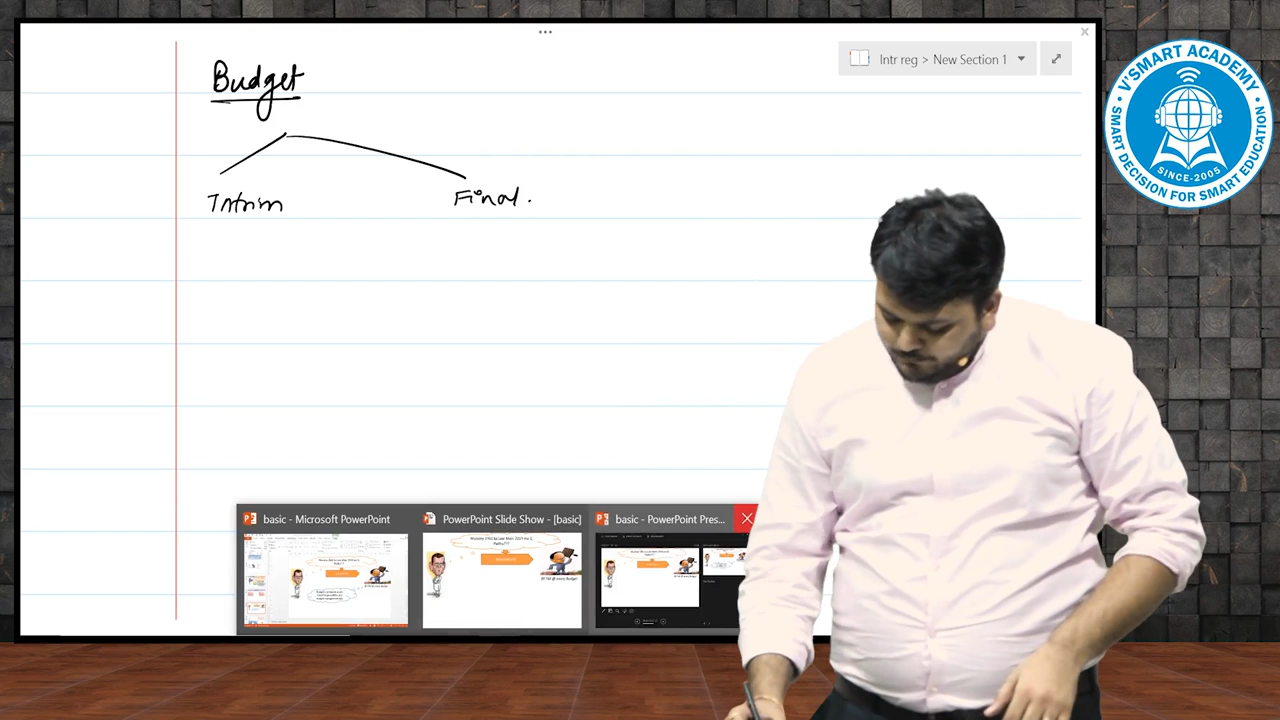 Budget
Intrim
Final.
Intr reg > New Section 1
V'SMART ACADEMY
SINCE-2005
SMART DECISION FOR SMART EDUCATION
basic - Microsoft PowerPoint
PowerPoint Slide Show - [basic]
basic - PowerPoint Pres...